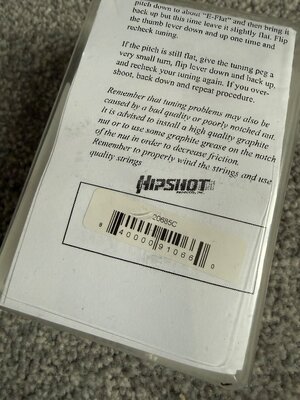 pitch down to about "E-Flat" and then bring it
back up but this time leave it slightly flat. Flip
the thumb lever down and up one time and
recheck tuning.
If the pitch is still flat, give the tuning peg a
very small turn, flip lever down and back up,
and recheck your tuning again. If you over-
shoot, back down and repeat procedure.
Remember that tuning problems may also be
caused by a bad quality or poorly notched nut.
It is advised to install a high quality graphite
nut or to use some graphite grease on the notch
of the nut in order to decrease friction.
Remember to properly wind the strings and use
quality strings
HIPSHOT
20685C
8 40000 91066 0